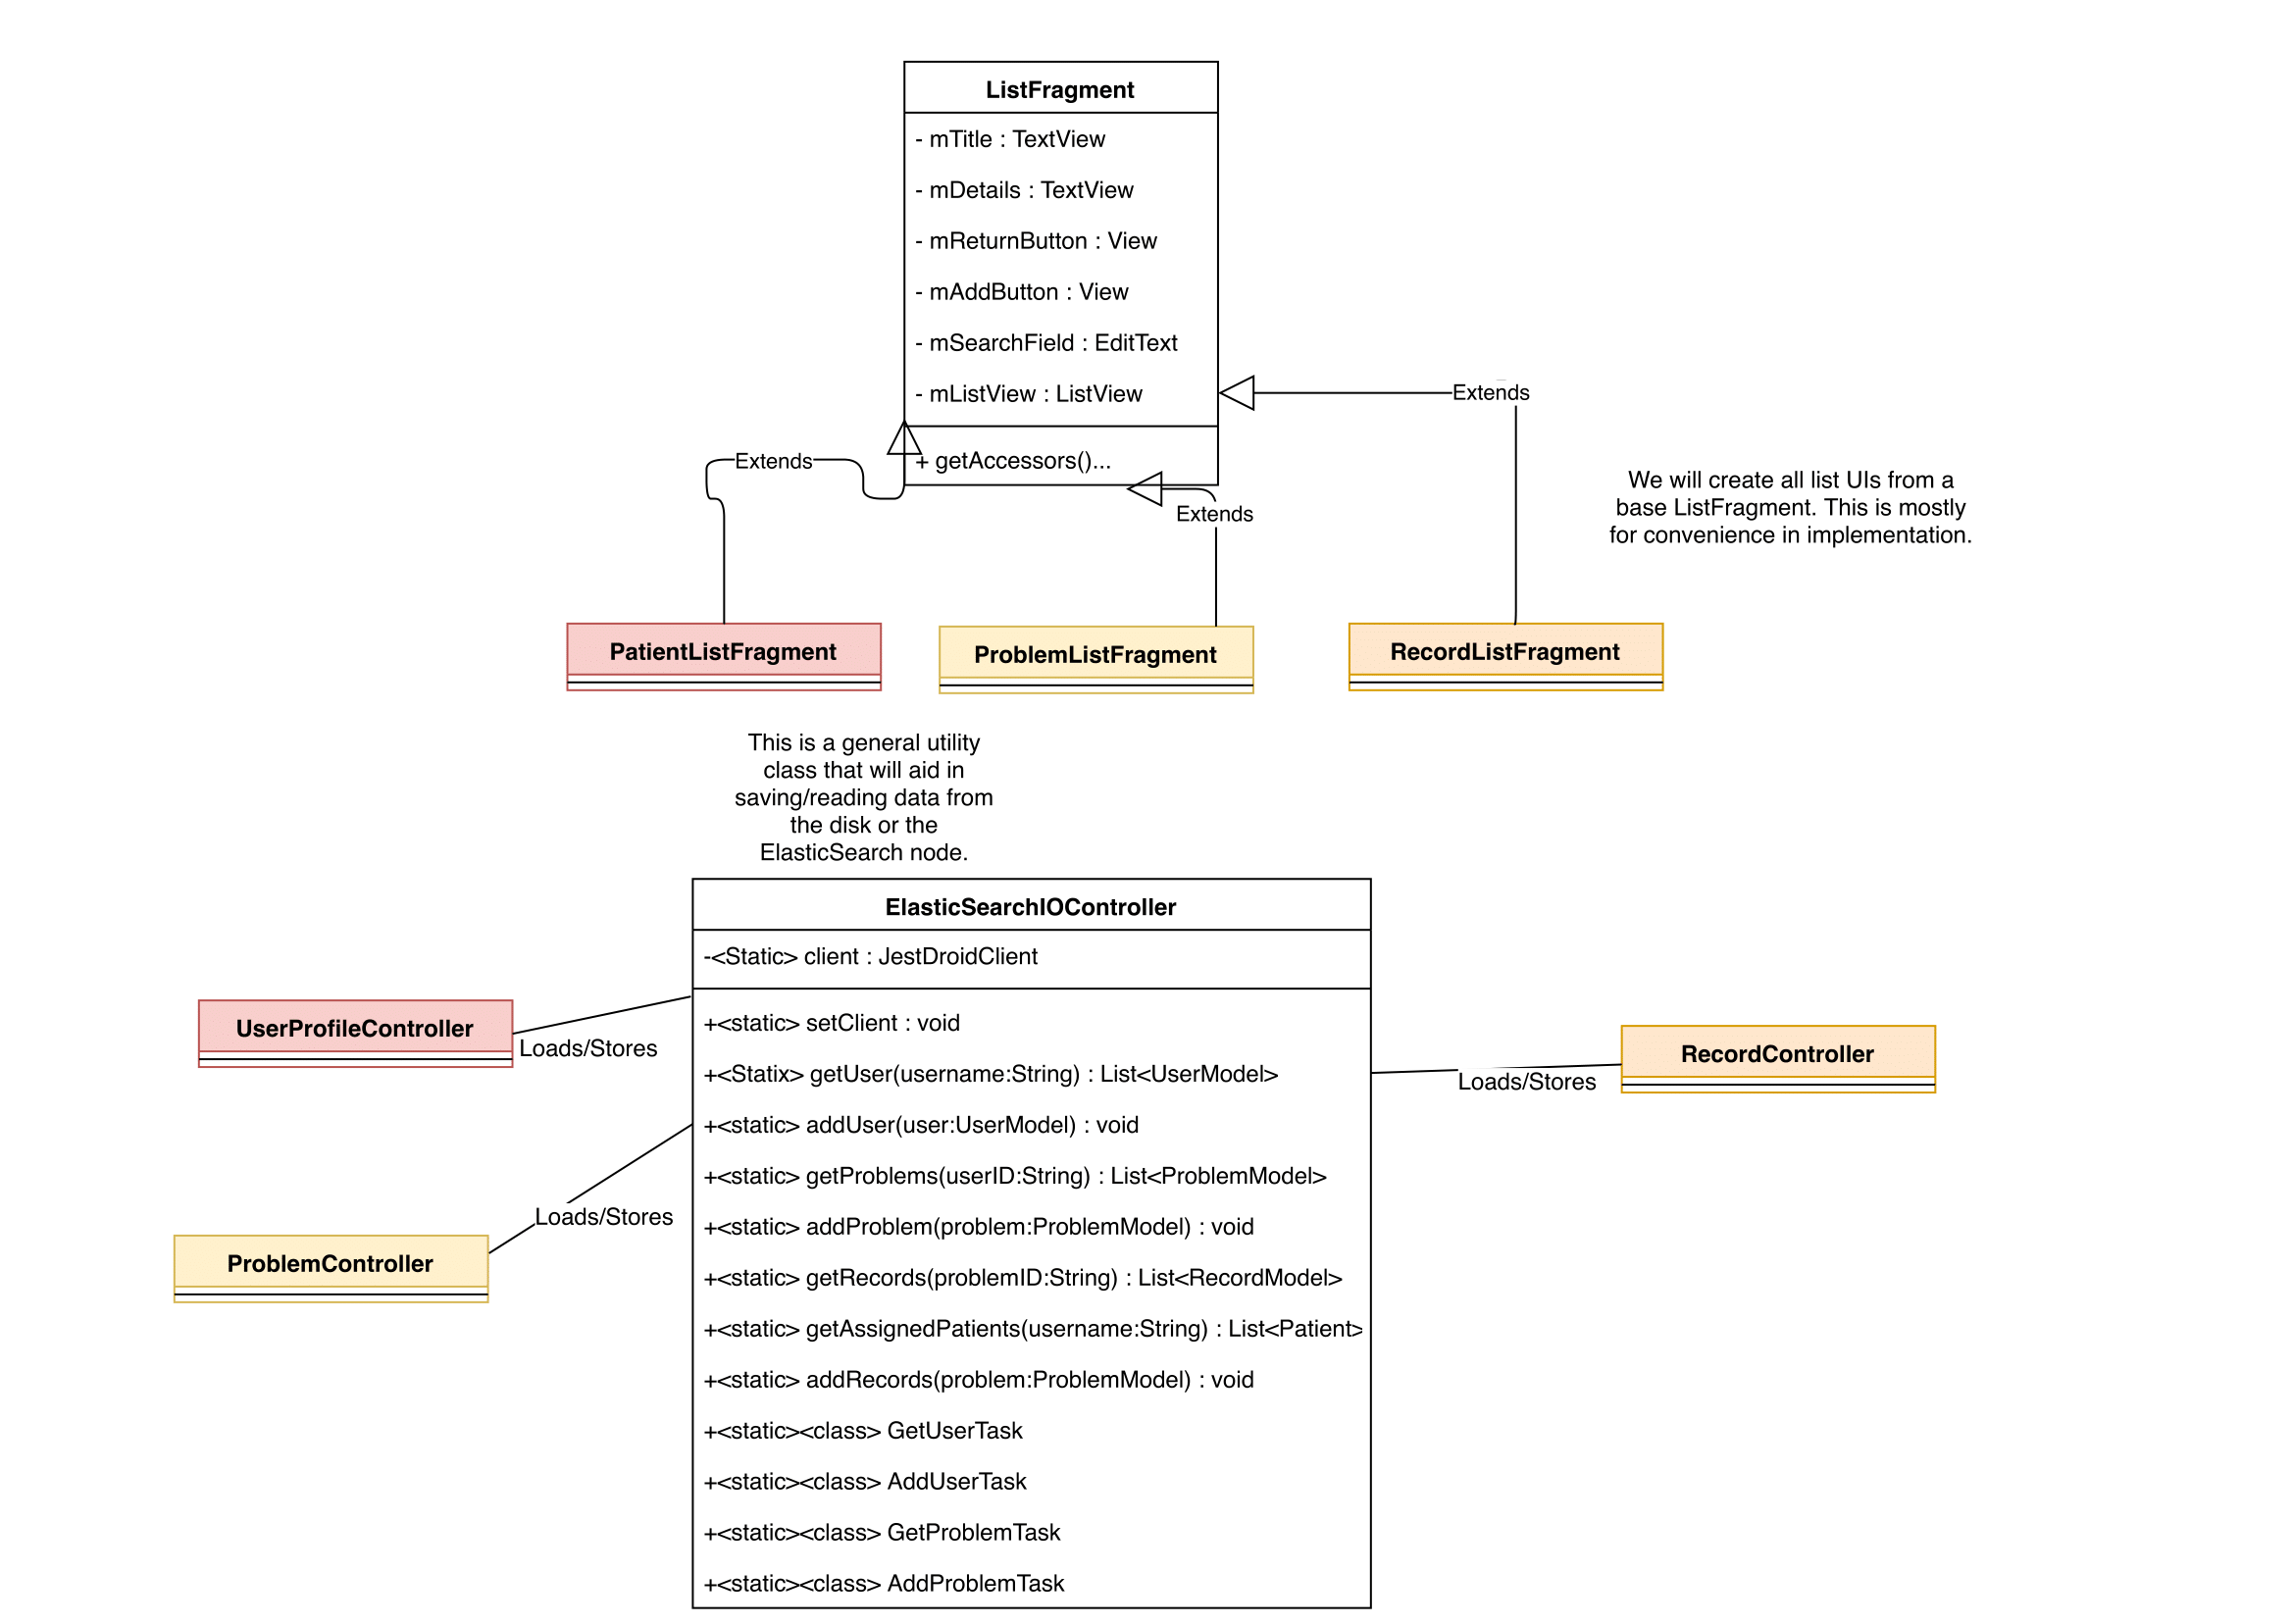 ListFragment
- mTitle : TextView
- mDetails : TextView
- mReturnButton : View
- mAddButton : View
- mSearchField : EditText
- mListView : ListView
+ getAccessors()...
Extends
Extends
Extends
We will create all list UIs from a
base ListFragment. This is mostly
for convenience in implementation.
PatientListFragment
ProblemListFragment
RecordListFragment
This is a general utility
class that will aid in
saving/reading data from
the disk or the
ElasticSearch node.
ElasticSearchIOController
-<Static> client : JestDroidClient
+<static> setClient : void
+<Statix> getUser(username:String) : List<UserModel>
+<static> addUser(user:UserModel) : void
+<static> getProblems(userID:String) : List<ProblemModel>
+<static> addProblem(problem:ProblemModel) : void
+<static> getRecords(problemID:String) : List<RecordModel>
+<static> getAssignedPatients(username:String) : List<Patient>
+<static> addRecords(problem:ProblemModel) : void
+<static><class> GetUserTask
+<static><class> AddUserTask
+<static><class> GetProblemTask
+<static><class> AddProblemTask
UserProfileController
Loads/Stores
ProblemController
Loads/Stores
RecordController
Loads/Stores